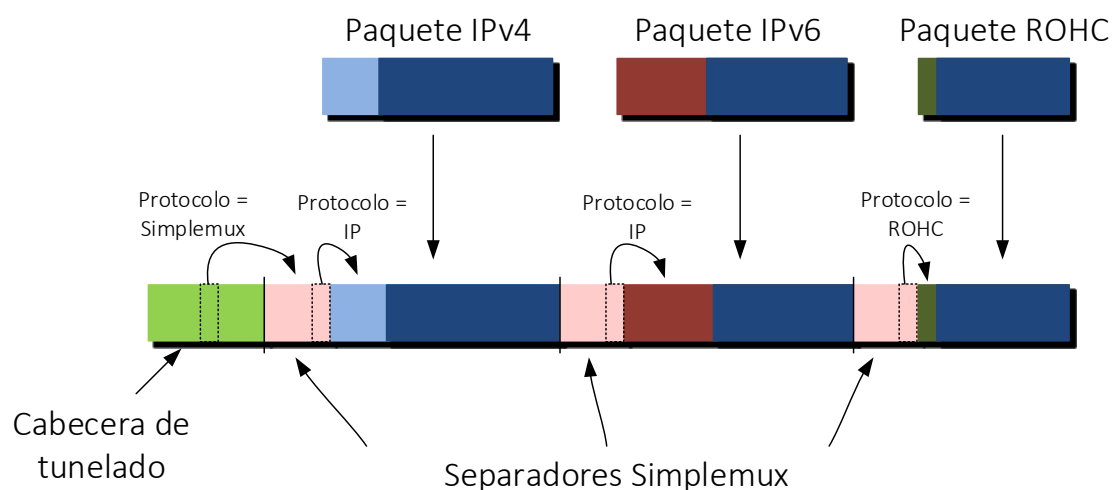 Paquete IPv4
Paquete IPv6
Paquete ROHC
Protocolo =
Simplemux
Protocolo =
IP
Protocolo =
IP
Protocolo =
ROHC
Cabecera de
tunelado
Separadores Simplemux